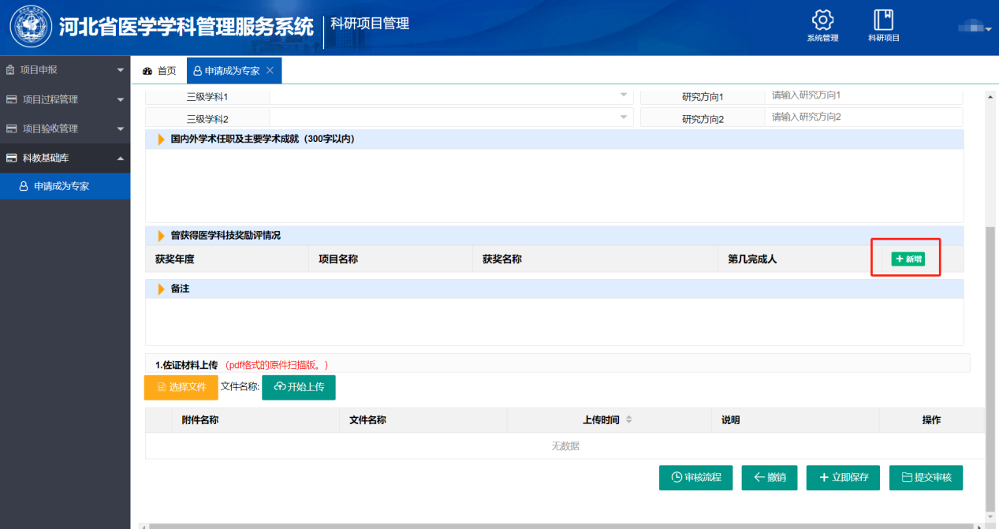 河北省医学学科管理服务系统
科研项目管理
系统管理
科研项目
项目申报
项目过程管理
项目验收管理
科教基础库
申请成为专家
首页
申请成为专家
三级学科1
研究方向1
请输入研究方向1
三级学科2
研究方向2
请输入研究方向2
国内外学术任职及主要学术成就（300字以内）
曾获得医学科技奖励评情况
获奖年度
项目名称
获奖名称
第几完成人
新增
备注
1.佐证材料上传 （pdf格式的原件扫描版。）
选择文件
文件名称:
开始上传
附件名称
文件名称
上传时间
说明
操作
无数据
审核流程
撤销
立即保存
提交审核